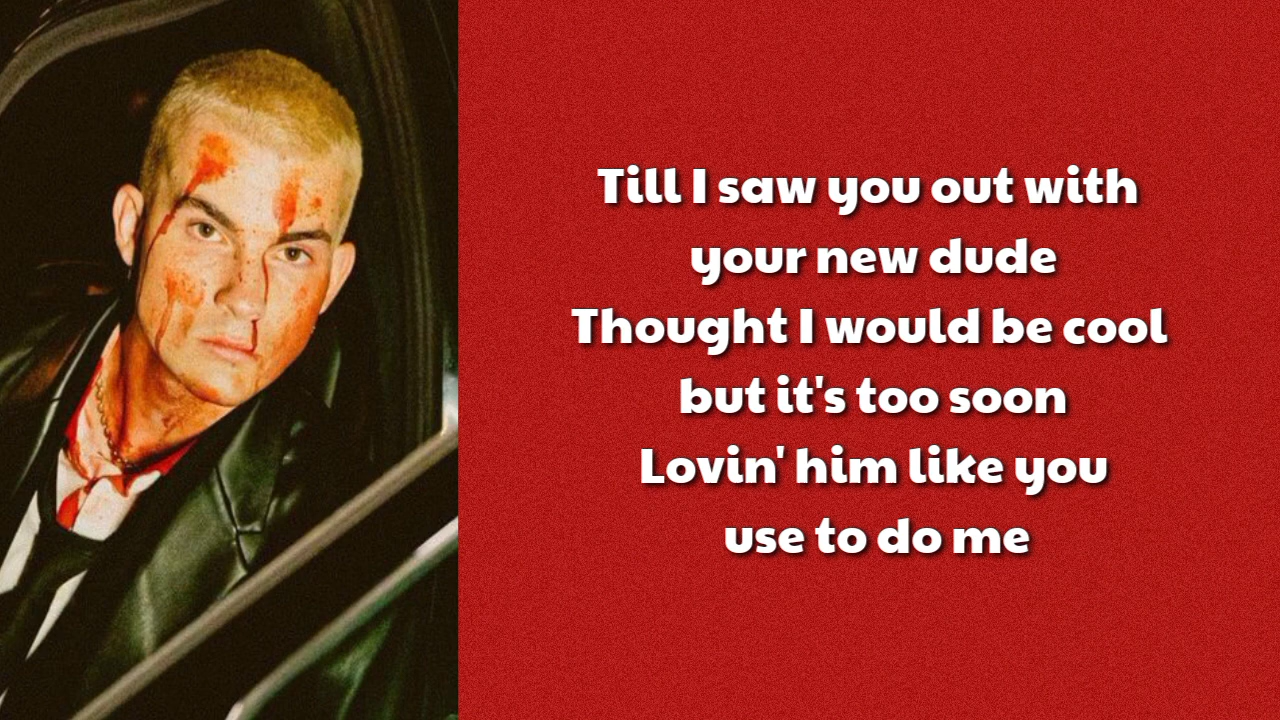 Till I saw you out with
your new dude
Thought I would be cool
but it's too soon
Lovin' him like you
use to do me